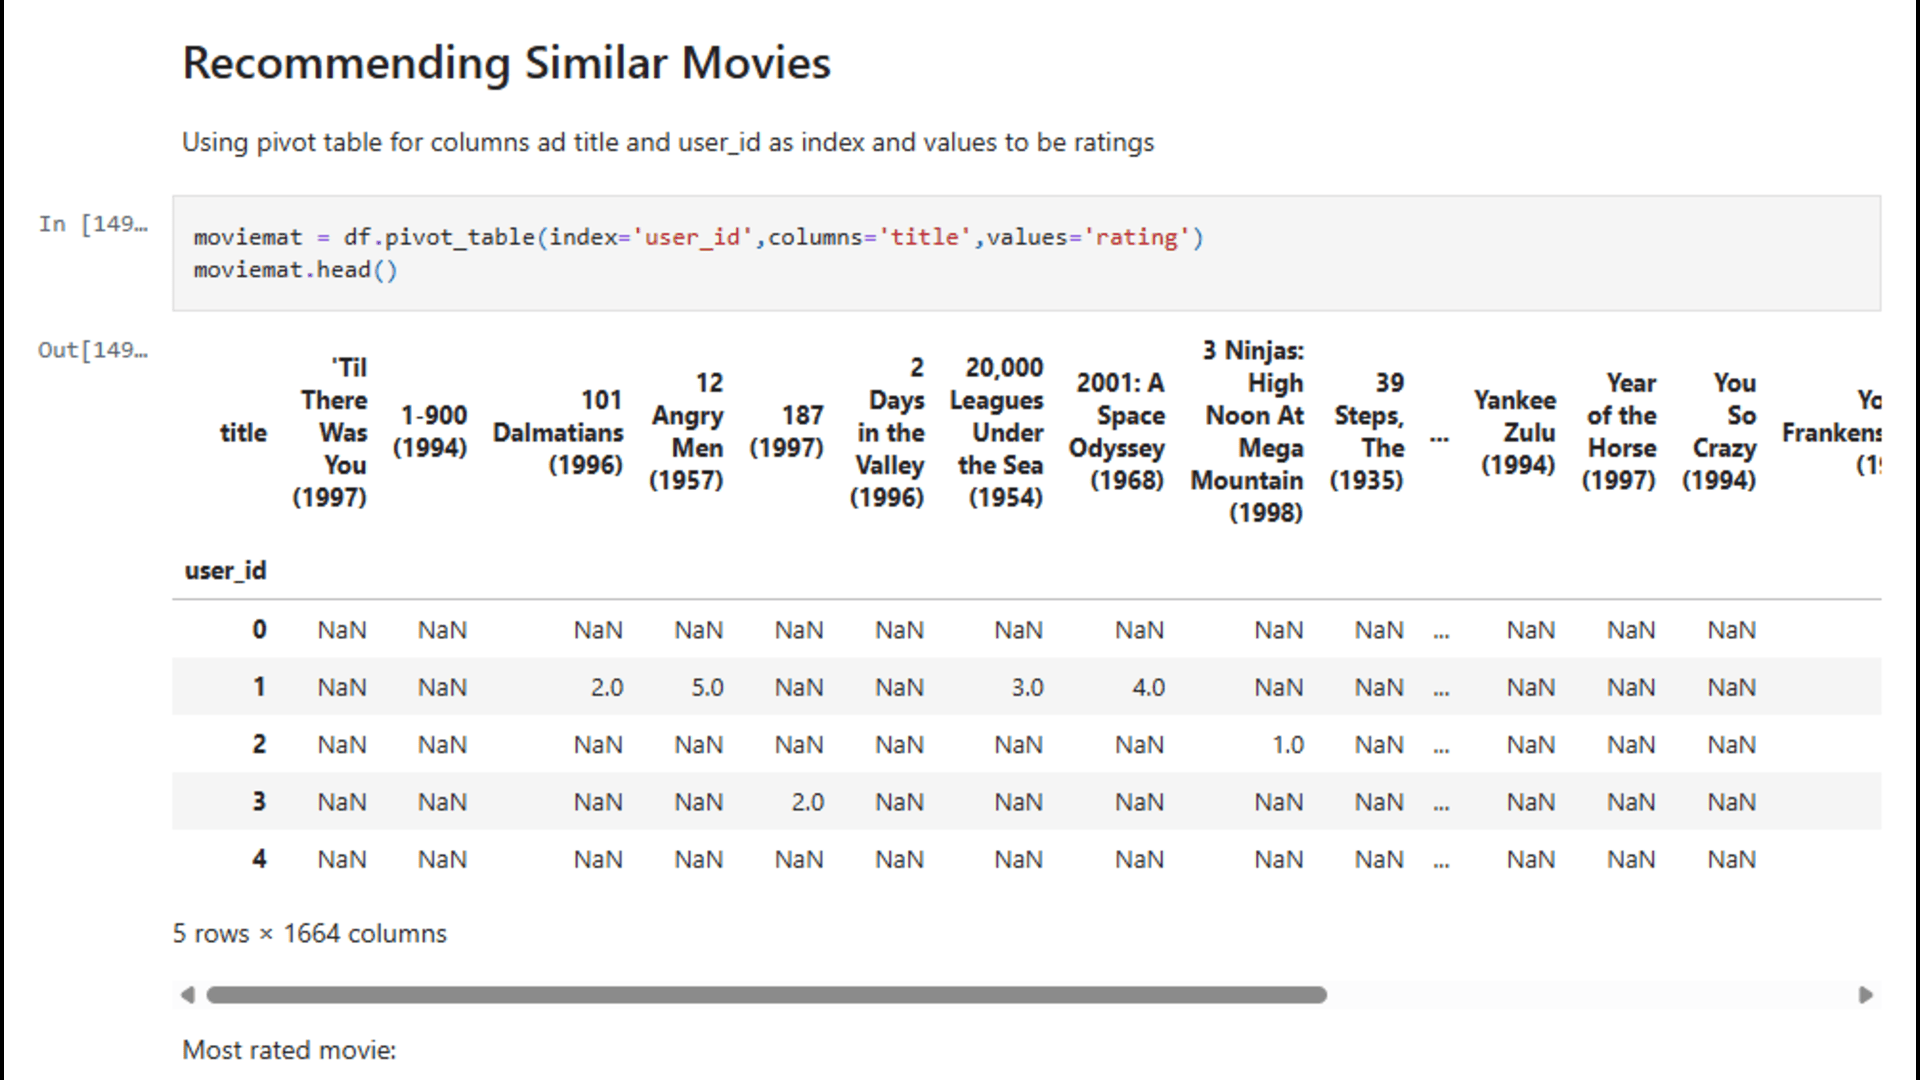 Recommending Similar Movies
Using pivot table for columns ad title and user_id as index and values to be ratings
In [149…
moviemat = df.pivot_table(index='user_id',columns='title',values='rating')
moviemat.head()
Out[149…
title 'Til There Was You (1997) 1-900 (1994) 101 Dalmatians (1996) 12 Angry Men (1957) 187 (1997) 2 Days in the Valley (1996) 20,000 Leagues Under the Sea (1954) 2001: A Space Odyssey (1968) 3 Ninjas: High Noon At Mega Mountain (1998) 39 Steps, The (1935) ... Yankee Zulu (1994) Year of the Horse (1997) You So Crazy (1994)
user_id
0 NaN NaN NaN NaN NaN NaN NaN NaN NaN NaN ... NaN NaN NaN
1 NaN NaN 2.0 5.0 NaN NaN 3.0 4.0 NaN NaN ... NaN NaN NaN
2 NaN NaN NaN NaN NaN NaN NaN NaN 1.0 NaN ... NaN NaN NaN
3 NaN NaN NaN NaN 2.0 NaN NaN NaN NaN NaN ... NaN NaN NaN
4 NaN NaN NaN NaN NaN NaN NaN NaN NaN NaN ... NaN NaN NaN
5 rows × 1664 columns
Most rated movie: